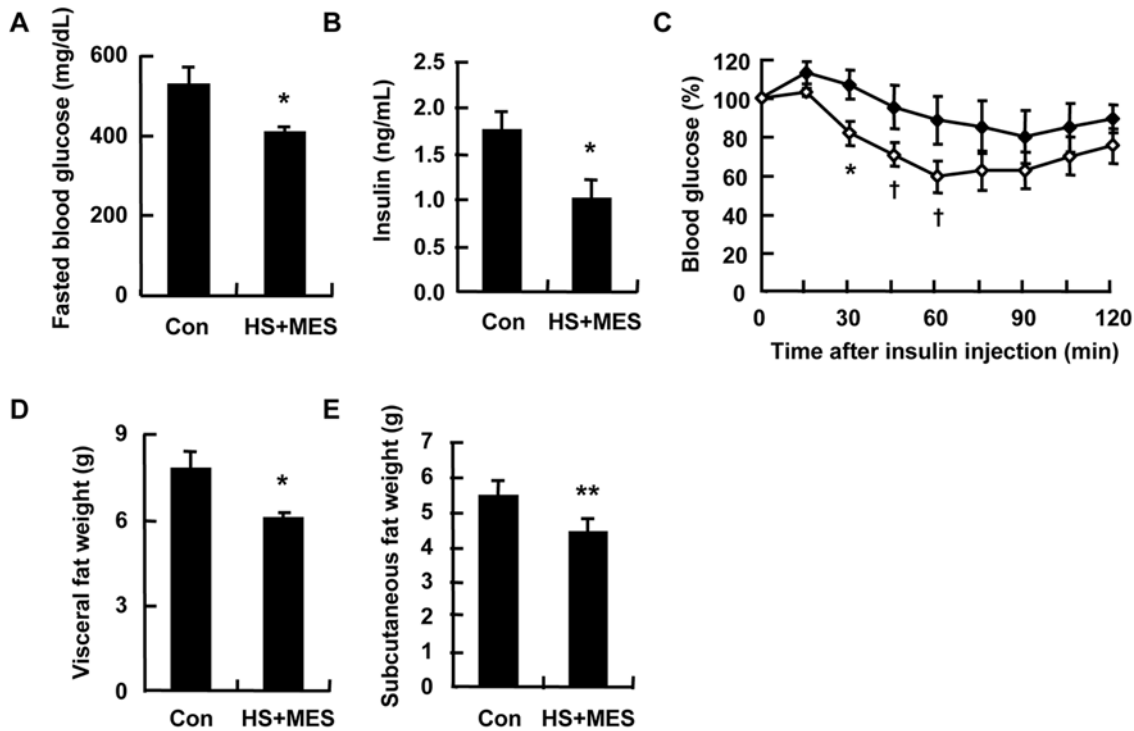 A
Fasted blood glucose (mg/dL)
600
400
200
0
*
Con
HS+MES
B
Insulin (ng/mL)
2.5
2.0
1.5
1.0
0.5
0.0
*
Con
HS+MES
C
Blood glucose (%)
120
100
80
60
40
20
0
*
†
†
0
30
60
90
120
Time after insulin injection (min)
D
Visceral fat weight (g)
9
6
3
0
*
Con
HS+MES
E
Subcutaneous fat weight (g)
7
6
5
4
3
2
1
0
**
Con
HS+MES